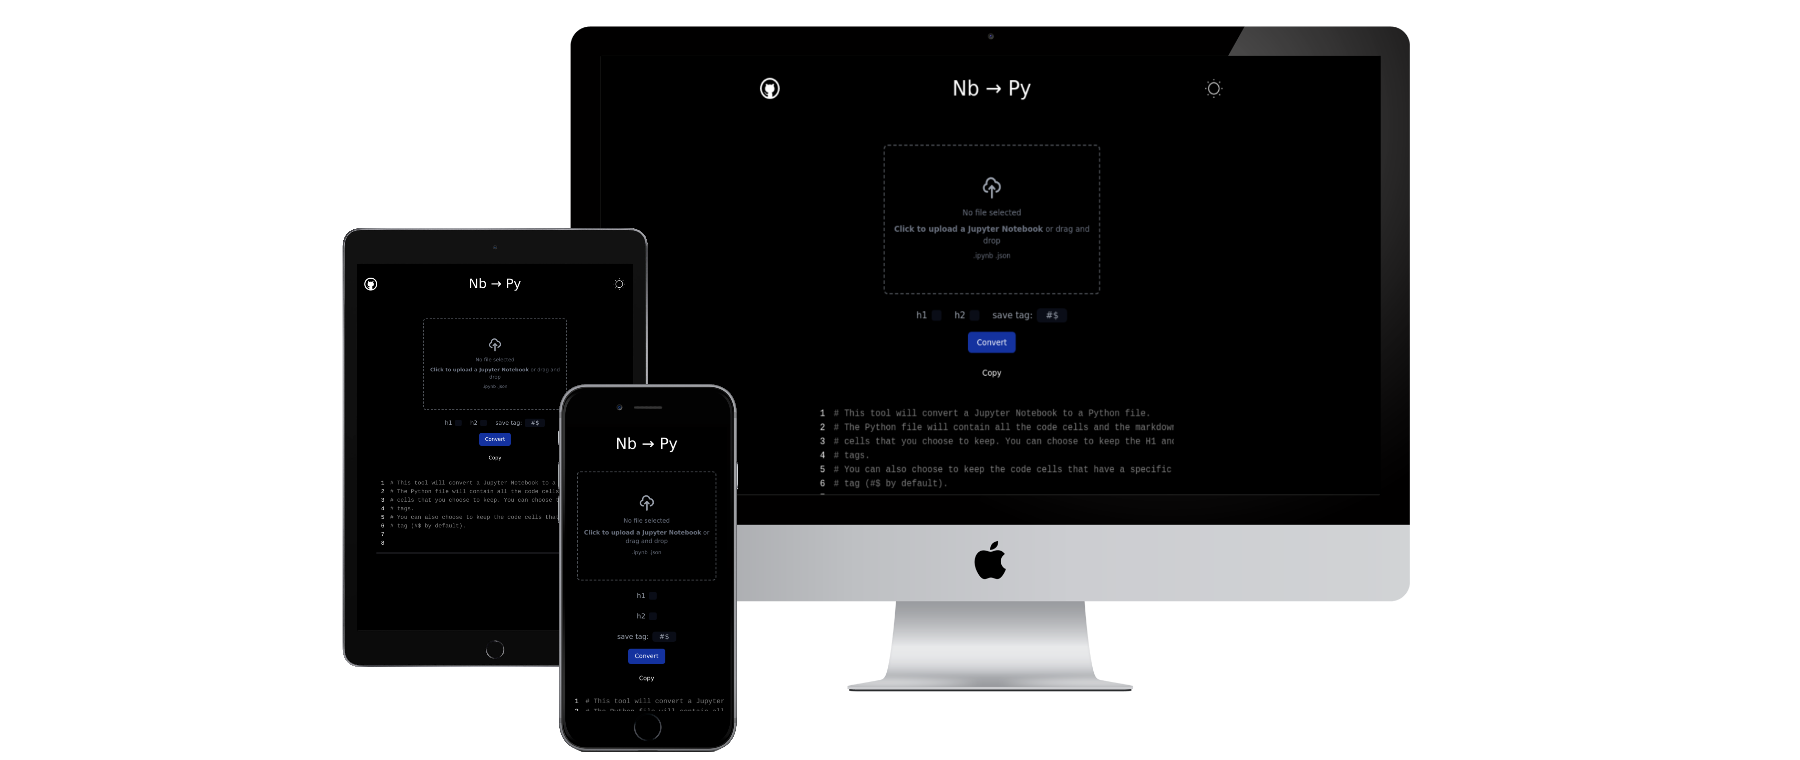 Nb → Py
No file selected
Click to upload a Jupyter Notebook or drag and
drop
.ipynb .json
h1 h2 save tag: #$
Convert
Copy
1 # This tool will convert a Jupyter Notebook to a Python file.
2 # The Python file will contain all the code cells and the markdown
3 # cells that you choose to keep. You can choose to keep the H1 and
4 # tags.
5 # You can also choose to keep the code cells that have a specific
6 # tag (#$ by default).
Nb → Py
No file selected
Click to upload a Jupyter Notebook or drag and
drop
.ipynb .json
h1 h2 save tag: #$
Convert
Copy
1 # This tool will convert a Jupyter Notebook to a
2 # The Python file will contain all the code cells
3 # cells that you choose to keep. You can choose
4 # tags.
5 # You can also choose to keep the code cells that
6 # tag (#$ by default).
7
8
Nb → Py
No file selected
Click to upload a Jupyter Notebook or
drag and drop
.ipynb .json
h1
h2
save tag: #$
Convert
Copy
1 # This tool will convert a Jupyter
2 # The Python file will contain all